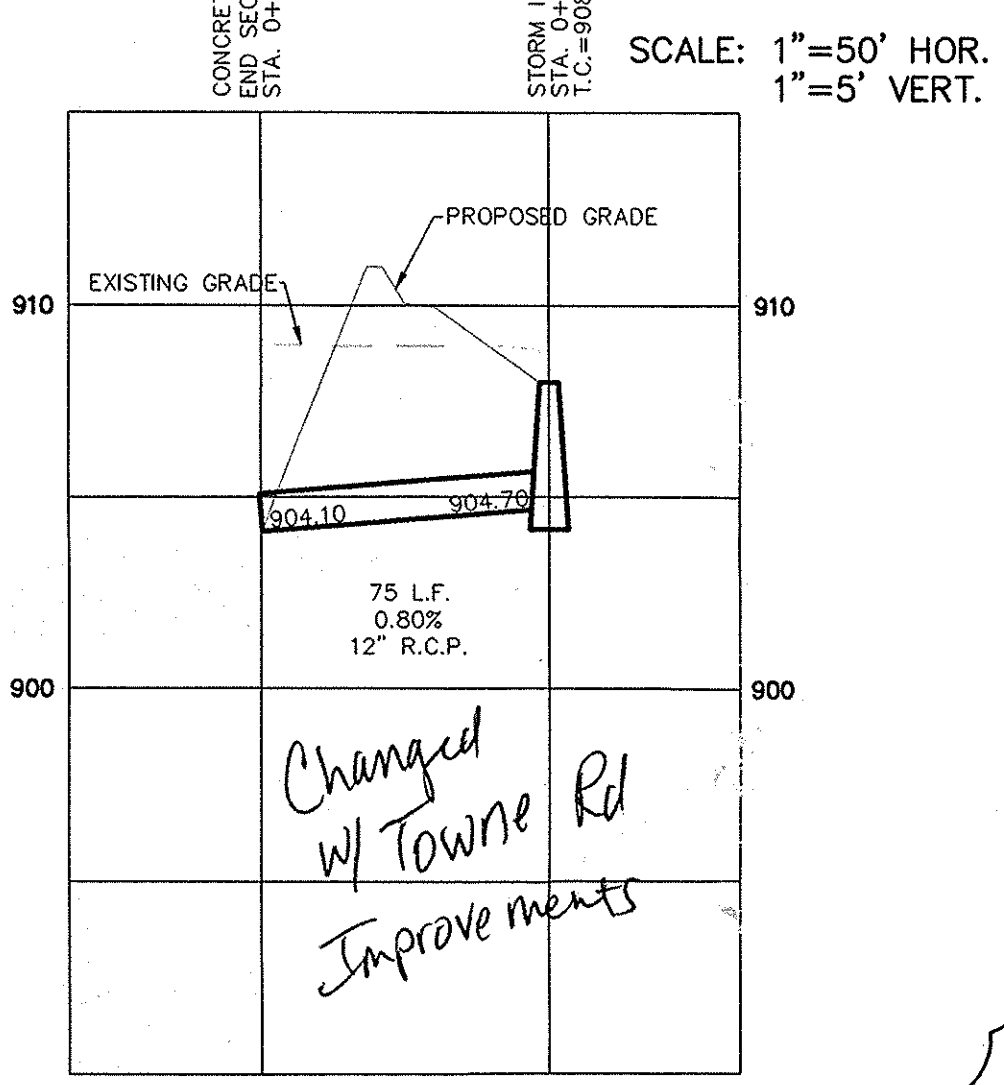 CONCRET
END SEC
STA. 0+
STORM I
STA. 0+
T.C.=908
SCALE: 1"=50' HOR.
1"=5' VERT.
PROPOSED GRADE
EXISTING GRADE
910
910
904.10
904.70
75 L.F.
0.80%
12" R.C.P.
900
900
Changed
w/ Towne Rd
Improvements